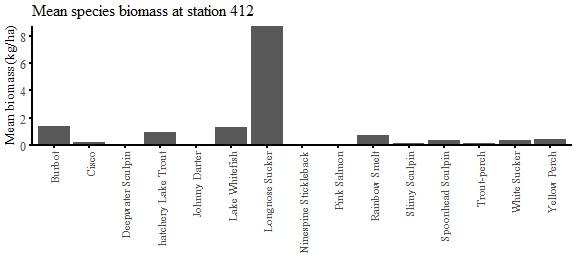 Mean species biomass at station 412
Mean biomass (kg/ha)
8
6
4
2
0
Burbot
Cisco
Deepwater Sculpin
hatchery Lake Trout
Johnny Darter
Lake Whitefish
Longnose Sucker
Ninespine Stickleback
Pink Salmon
Rainbow Smelt
Slimy Sculpin
Spoonhead Sculpin
Trout-perch
White Sucker
Yellow Perch